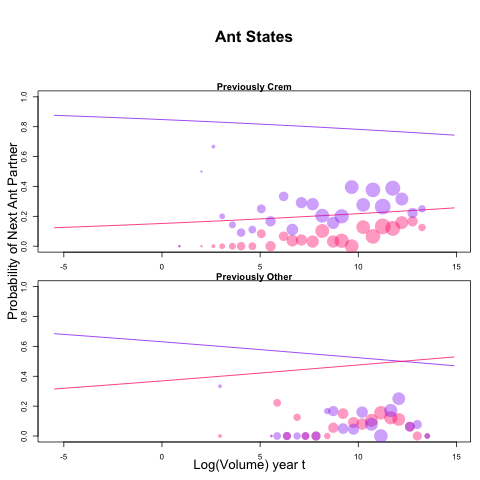 Ant States
Previously Crem
Probability of Next Ant Partner
0.0 0.2 0.4 0.6 0.8 1.0
-5 0 5 10 15
Previously Other
0.0 0.2 0.4 0.6 0.8 1.0
-5 0 5 10 15
Log(Volume) year t